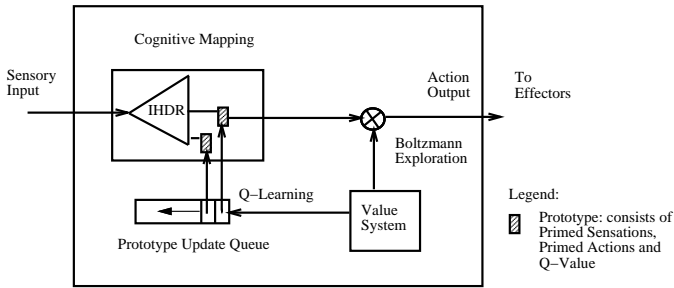 Cognitive Mapping
Sensory
Input
IHDR
Action
Output
To
Effectors
Boltzmann
Exploration
Q−Learning
Value
System
Prototype Update Queue
Legend:
Prototype: consists of
Primed Sensations,
Primed Actions and
Q−Value